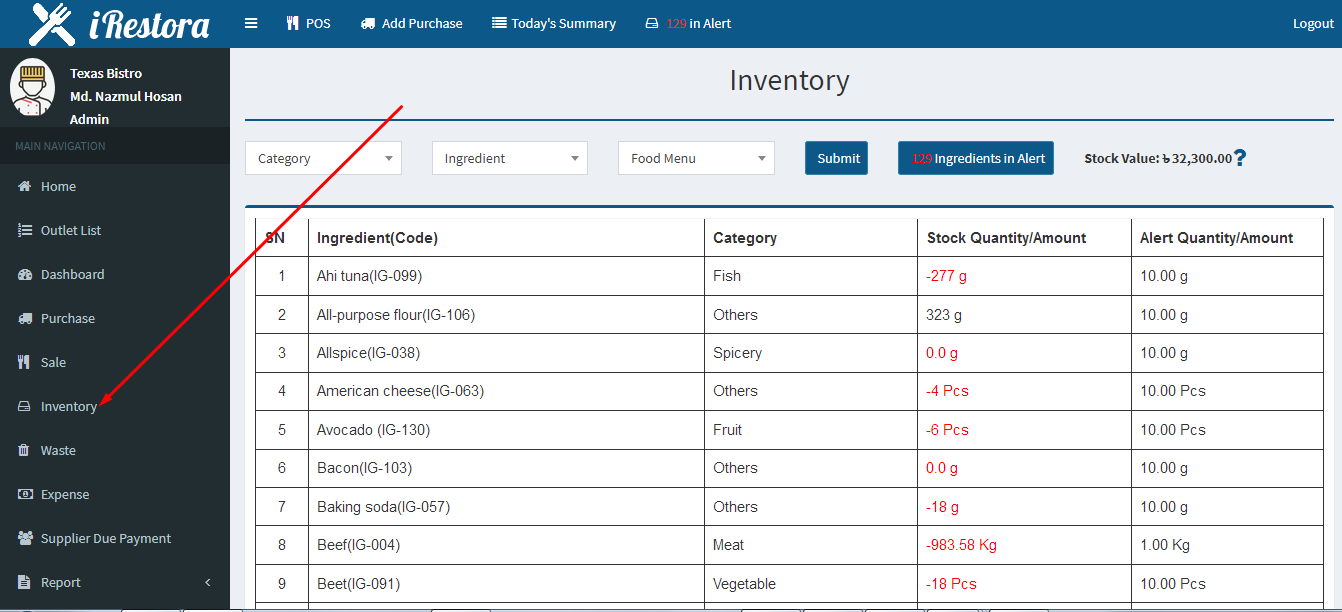 iRestora
POS
Add Purchase
Today's Summary
129 in Alert
Logout
Texas Bistro
Md. Nazmul Hosan
Admin
MAIN NAVIGATION
Home
Outlet List
Dashboard
Purchase
Sale
Inventory
Waste
Expense
Supplier Due Payment
Report
Inventory
Category
Ingredient
Food Menu
Submit
129 Ingredients in Alert
Stock Value: ৳ 32,300.00 ?
SN Ingredient(Code) Category Stock Quantity/Amount Alert Quantity/Amount
1 Ahi tuna(IG-099) Fish -277 g 10.00 g
2 All-purpose flour(IG-106) Others 323 g 10.00 g
3 Allspice(IG-038) Spicery 0.0 g 10.00 g
4 American cheese(IG-063) Others -4 Pcs 10.00 Pcs
5 Avocado (IG-130) Fruit -6 Pcs 10.00 Pcs
6 Bacon(IG-103) Others 0.0 g 10.00 g
7 Baking soda(IG-057) Others -18 g 10.00 g
8 Beef(IG-004) Meat -983.58 Kg 1.00 Kg
9 Beet(IG-091) Vegetable -18 Pcs 10.00 Pcs